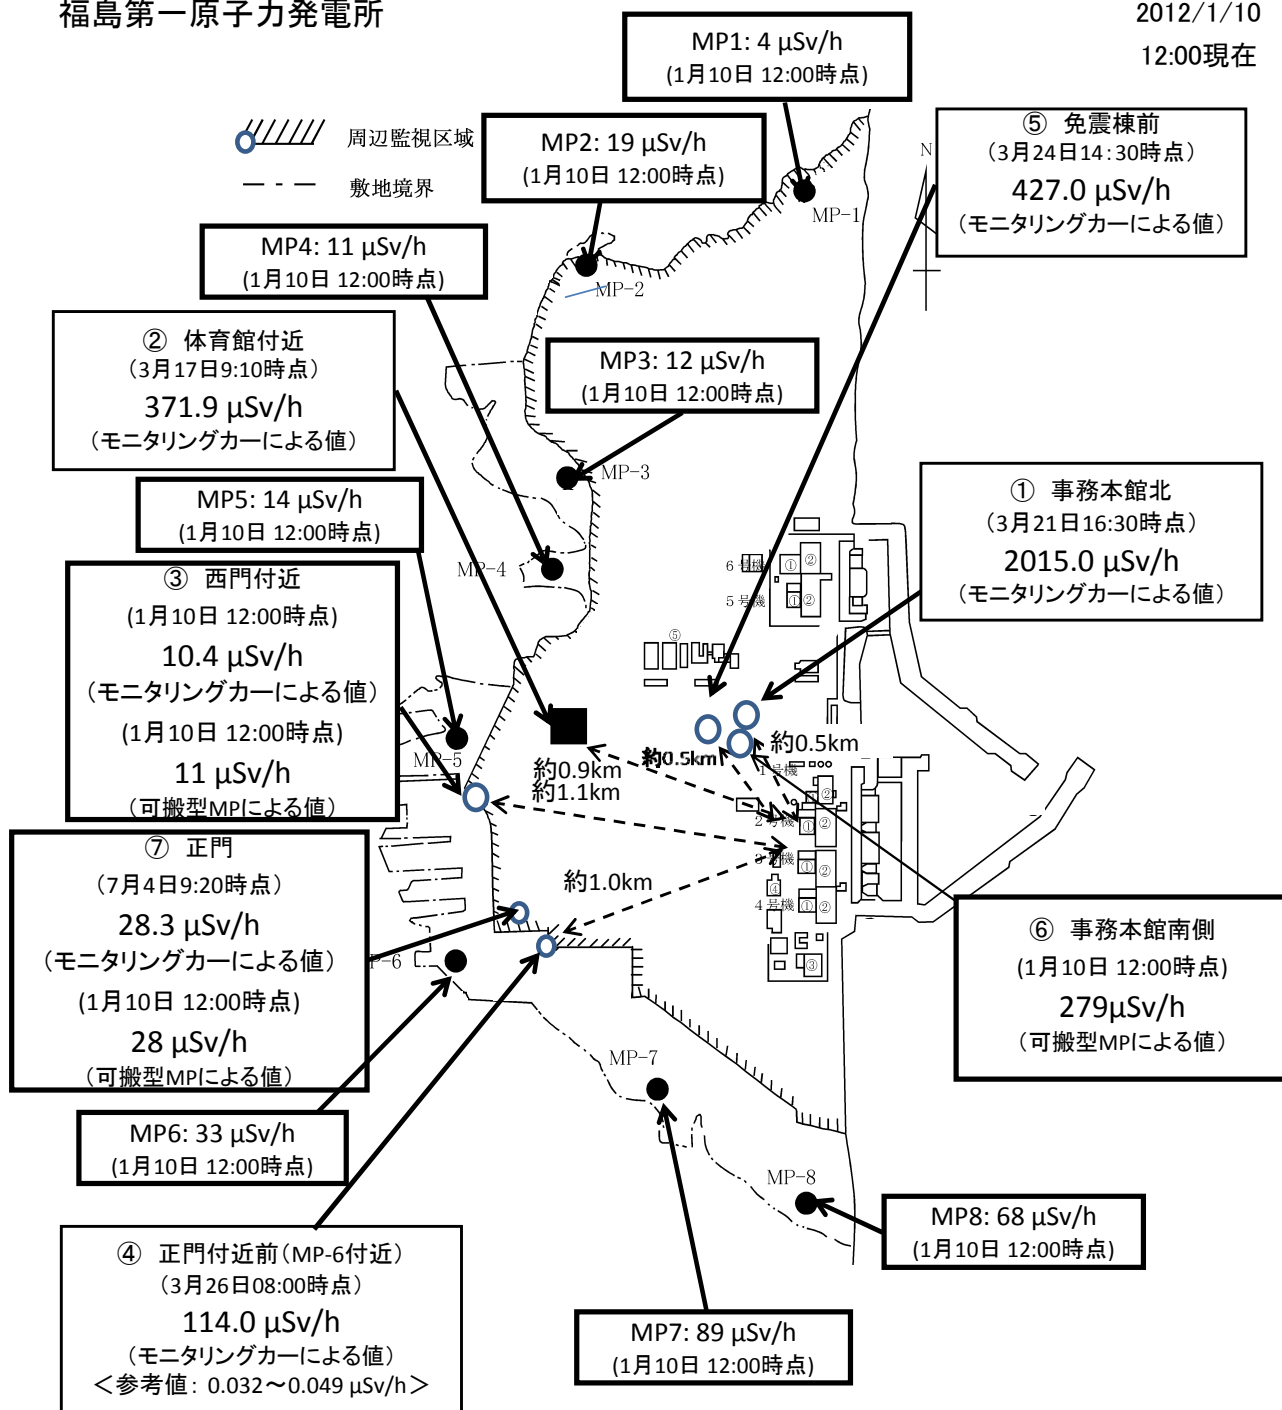 福島第一原子力発電所
2012/1/10
12:00現在
MP1: 4 μSv/h
(1月10日 12:00時点)
周辺監視区域
敷地境界
MP2: 19 μSv/h
(1月10日 12:00時点)
⑤ 免震棟前
(3月24日14:30時点)
427.0 μSv/h
(モニタリングカーによる値)
N
MP-1
MP4: 11 μSv/h
(1月10日 12:00時点)
MP-2
② 体育館付近
(3月17日9:10時点)
371.9 μSv/h
(モニタリングカーによる値)
MP3: 12 μSv/h
(1月10日 12:00時点)
MP-3
MP5: 14 μSv/h
(1月10日 12:00時点)
① 事務本館北
(3月21日16:30時点)
2015.0 μSv/h
(モニタリングカーによる値)
MP-4
6号機
① ②
5号機
① ②
⑤
③ 西門付近
(1月10日 12:00時点)
10.4 μSv/h
(モニタリングカーによる値)
(1月10日 12:00時点)
11 μSv/h
(可搬型MPによる値)
MP-5
約0.9km
約1.1km
約0.5km
約0.5km
1号機
②
2号機
① ②
3号機
① ②
④
4号機
① ②
③
約1.0km
⑦ 正門
(7月4日9:20時点)
28.3 μSv/h
(モニタリングカーによる値)
(1月10日 12:00時点)
28 μSv/h
(可搬型MPによる値)
P-6
⑥ 事務本館南側
(1月10日 12:00時点)
279μSv/h
(可搬型MPによる値)
MP-7
MP6: 33 μSv/h
(1月10日 12:00時点)
MP-8
MP8: 68 μSv/h
(1月10日 12:00時点)
④ 正門付近前(MP-6付近)
(3月26日08:00時点)
114.0 μSv/h
(モニタリングカーによる値)
<参考値: 0.032～0.049 μSv/h>
MP7: 89 μSv/h
(1月10日 12:00時点)